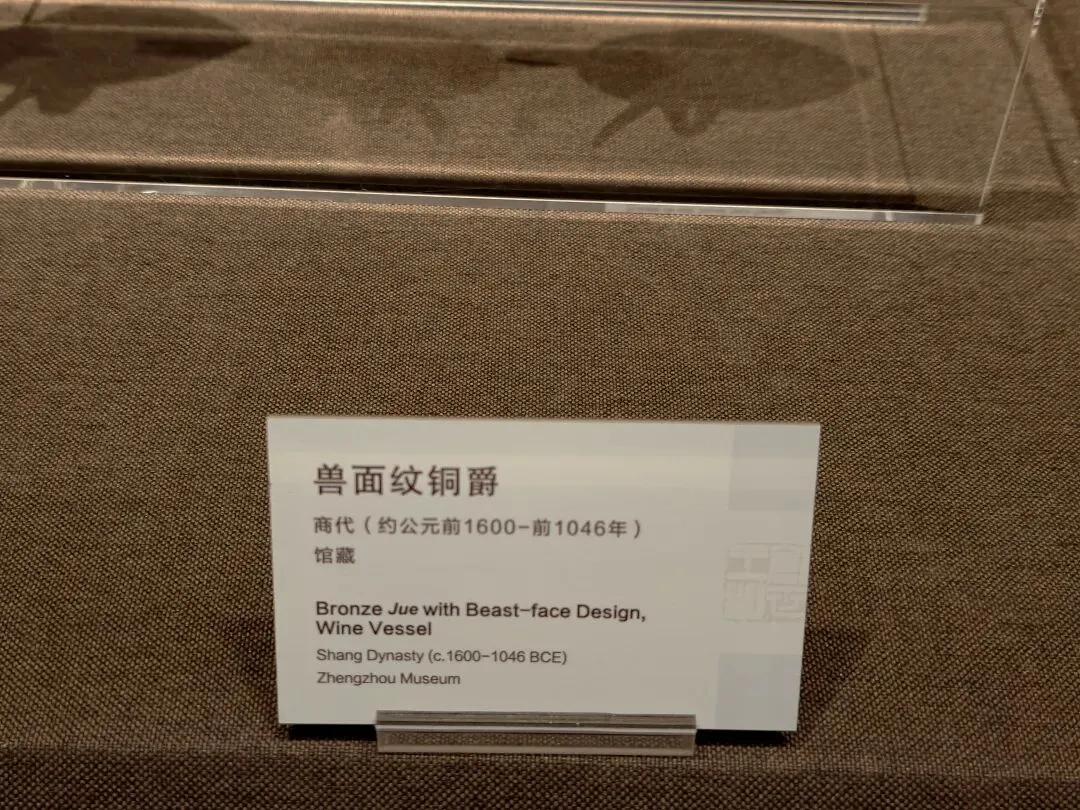 兽面纹铜爵
商代（约公元前1600-前1046年）
馆藏
Bronze Jue with Beast-face Design,
Wine Vessel
Shang Dynasty (c.1600-1046 BCE)
Zhengzhou Museum